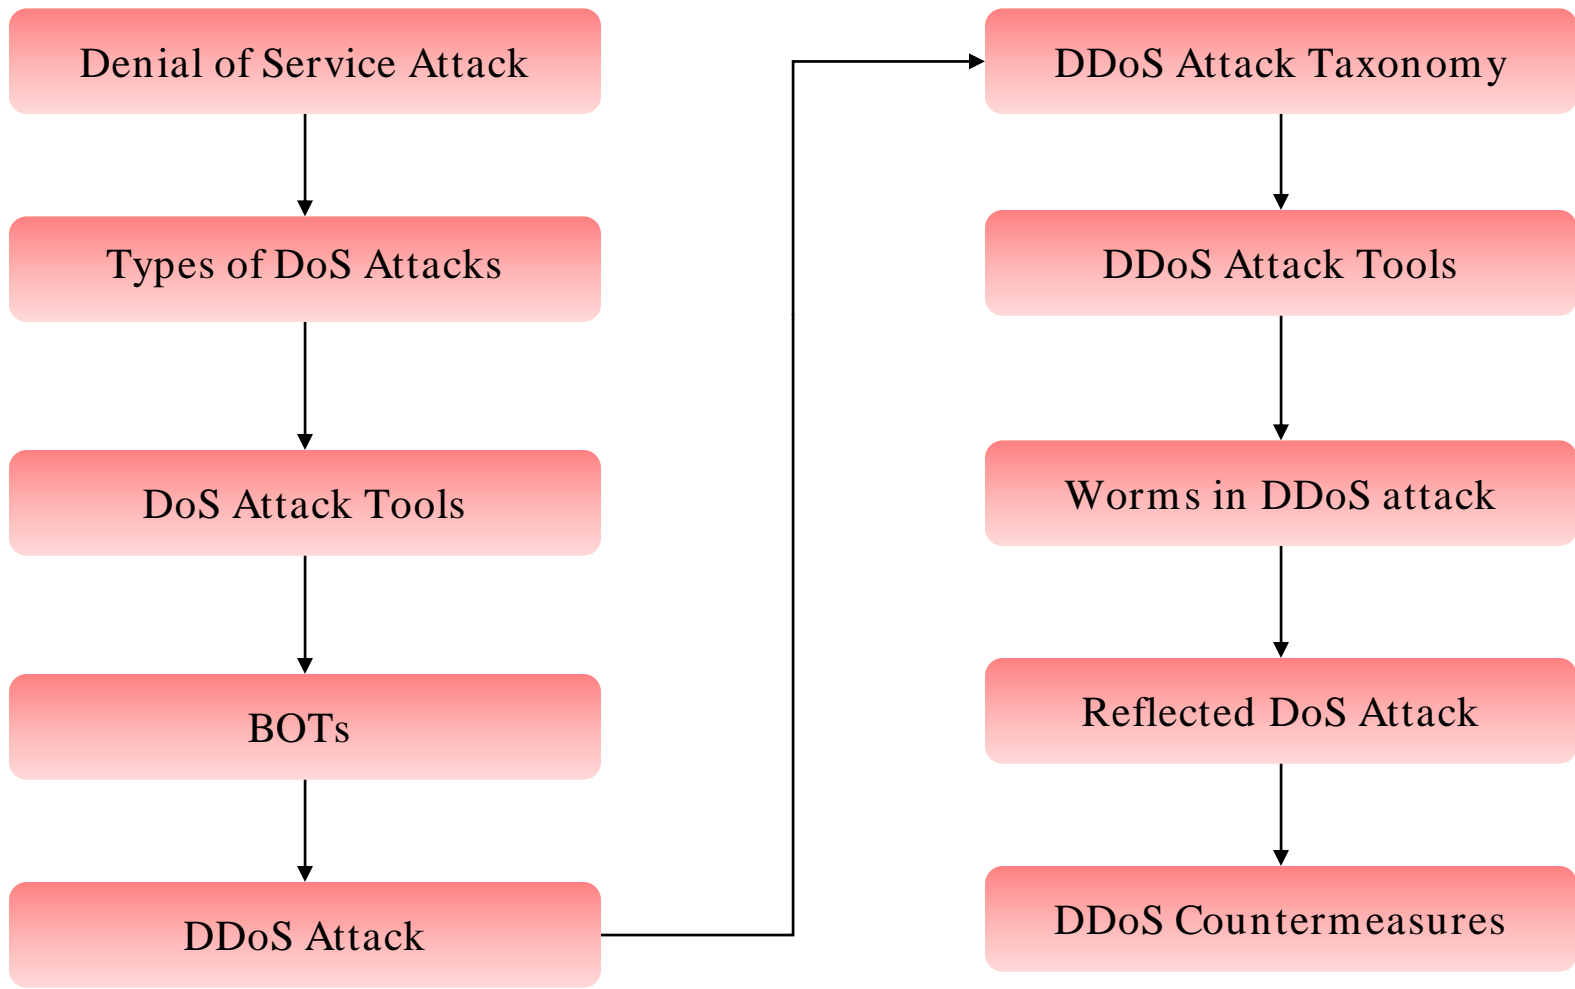 Denial of Service Attack
Types of DoS Attacks
DoS Attack Tools
BOTs
DDoS Attack
DDoS Attack Taxonomy
DDoS Attack Tools
Worms in DDoS attack
Reflected DoS Attack
DDoS Countermeasures